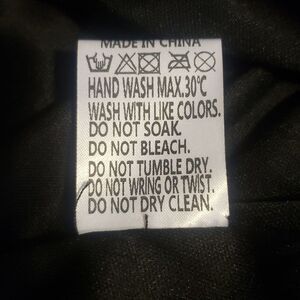 MADE IN CHINA
HAND WASH MAX.30°C
WASH WITH LIKE COLORS.
DO NOT SOAK.
DO NOT BLEACH.
DO NOT TUMBLE DRY.
DO NOT WRING OR TWIST.
DO NOT DRY CLEAN.